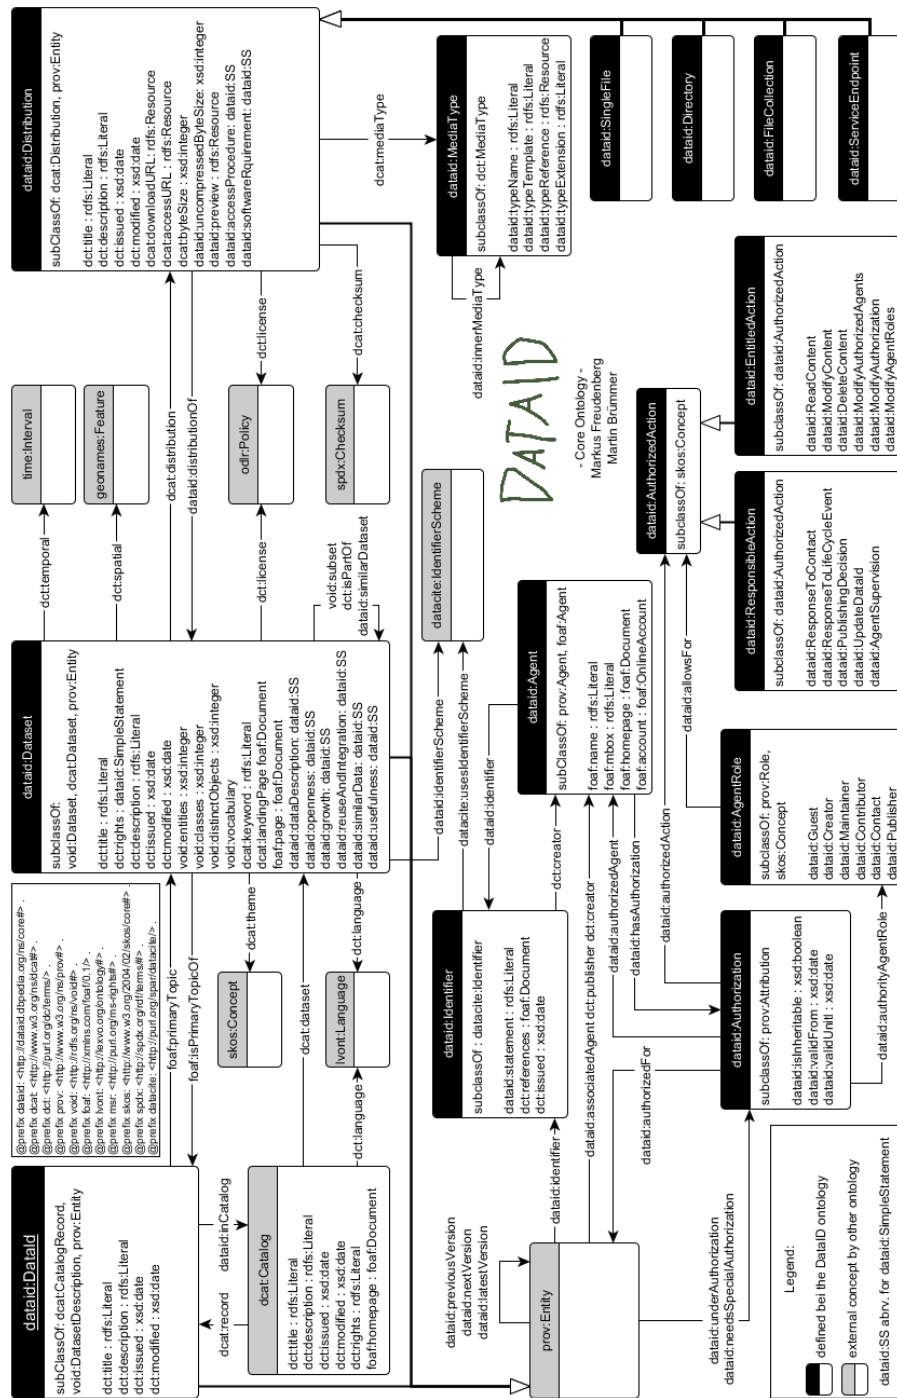 dataid:DataId
subClassOf: dcat:CatalogRecord,
void:DatasetDescription, prov:Entity
dct:title : rdfs:Literal
dct:description : rdfs:Literal
dct:issued : xsd:date
dct:modified : xsd:date
@prefix dataid: <http://dataid.dbpedia.org/ns/core#> .
@prefix dcat: <http://www.w3.org/ns/dcat#> .
@prefix dct: <http://purl.org/dc/terms/> .
@prefix prov: <http://www.w3.org/ns/prov#> .
@prefix void: <http://rdfs.org/ns/void#> .
@prefix foaf: <http://xmlns.com/foaf/0.1/> .
@prefix lvont: <http://lexvo.org/ontology#> .
@prefix msr: <http://purl.org/ms-rights#> .
@prefix skos: <http://www.w3.org/2004/02/skos/core#> .
@prefix spdx: <http://spdx.org/rdf/terms#> .
@prefix datacite: <http://purl.org/spar/datacite/> .
foaf:primaryTopic
foaf:isPrimaryTopicOf
dataid:Dataset
subclassOf:
void:Dataset, dcat:Dataset, prov:Entity
dct:title : rdfs:Literal
dct:rights : dataid:SimpleStatement
dct:description : rdfs:Literal
dct:issued : xsd:date
dct:modified : xsd:date
void:entities : xsd:integer
void:classes : xsd:integer
void:distinctObjects : xsd:integer
void:vocabulary
dcat:keyword : rdfs:Literal
dcat:landingPage foaf:Document
foaf:page : foaf:Document
dataid:dataDescription: dataid:SS
dataid:openness: dataid:SS
dataid:growth: dataid:SS
dataid:reuseAndIntegration: dataid:SS
dataid:similarData: dataid:SS
dataid:usefulness: dataid:SS
dct:temporal
time:Interval
dct:spatial
geonames:Feature
dcat:distribution
dataid:distributionOf
dct:license
odlr:Policy
dct:license
void:subset
dct:isPartOf
dataid:similarDataset
spdx:Checksum
dcat:checksum
dataid:Distribution
subClassOf: dcat:Distribution, prov:Entity
dct:title : rdfs:Literal
dct:description : rdfs:Literal
dct:issued : xsd:date
dct:modified : xsd:date
dcat:downloadURL: rdfs:Resource
dcat:accessURL : rdfs:Resource
dcat:byteSize : xsd:integer
dataid:uncompressedByteSize: xsd:integer
dataid:preview : rdfs:Resource
dataid:accessProcedure: dataid:SS
dataid:softwareRquirement: dataid:SS
dataid:inCatalog
dcat:record
dcat:Catalog
dct:title : rdfs:Literal
dct:description : rdfs:Literal
dct:issued : xsd:date
dct:modified : xsd:date
dct:rights : rdfs:Literal
foaf:homepage : foaf:Document
dcat:theme
skos:Concept
dcat:dataset
dct:language
lvont:Language
dct:language
dataid:identifierScheme
datacite:IdentifierScheme
datacite:usesIdentifierScheme
dcat:mediaType
dataid:MediaType
subclassOf: dct:MediaType
dataid:typeName : rdfs:Literal
dataid:typeTemplate : rdfs:Literal
dataid:typeReference : rdfs:Resource
dataid:typeExtension : rdfs:Literal
dataid:innerMediaType
dataid:previousVersion
dataid:nextVersion
dataid:latestVersion
prov:Entity
dataid:identifier
dataid:Identifier
subclassOf : datacite:Identifier
dataid:statement : rdfs:Literal
dct:references : foaf:Document
dct:issued : xsd:date
dataid:identifier
dct:creator
dataid:Agent
subClassOf : prov:Agent, foaf:Agent
foaf:name : rdfs:Literal
foaf:mbox : rdfs:Literal
foaf:homepage : foaf:Document
foaf:account : foaf:OnlineAccount
DATAID
- Core Ontology -
Markus Freudenberg
Martin Brümmer
dataid:SingleFile
dataid:Directory
dataid:FileCollection
dataid:ServiceEndpoint
dataid:associatedAgent dct:publisher dct:creator
dataid:authorizedAgent
dataid:hasAuthorization
dataid:authorizedFor
dataid:authorizedAction
dataid:underAuthorization
dataid:needsSpecialAuthorization
dataid:Authorization
subclassOf: prov:Attribution
dataid:isInheritable : xsd:boolean
dataid:validFrom : xsd:date
dataid:validUntil : xsd:date
dataid:authorityAgentRole
dataid:AgentRole
subclassOf: prov:Role,
skos:Concept
dataid:Guest
dataid:Creator
dataid:Maintainer
dataid:Contributor
dataid:Contact
dataid:Publisher
dataid:allowsFor
dataid:AuthorizedAction
subclassOf: skos:Concept
dataid:ResponsibleAction
subclassOf: dataid:AuthorizedAction
dataid:ResponseToContact
dataid:ResponseToLifeCycleEvent
dataid:PublishingDecision
dataid:UpdateDataId
dataid:AgentSupervision
dataid:EntitledAction
subclassOf: dataid:AuthorizedAction
dataid:ReadContent
dataid:ModifyContent
dataid:DeleteContent
dataid:ModifyAuthorizedAgents
dataid:ModifyAuthorization
dataid:ModifyAgentRoles
Legend:
defined bei the DataID ontology
external concept by other ontology
dataid:SS abrv. for dataid:SimpleStatement